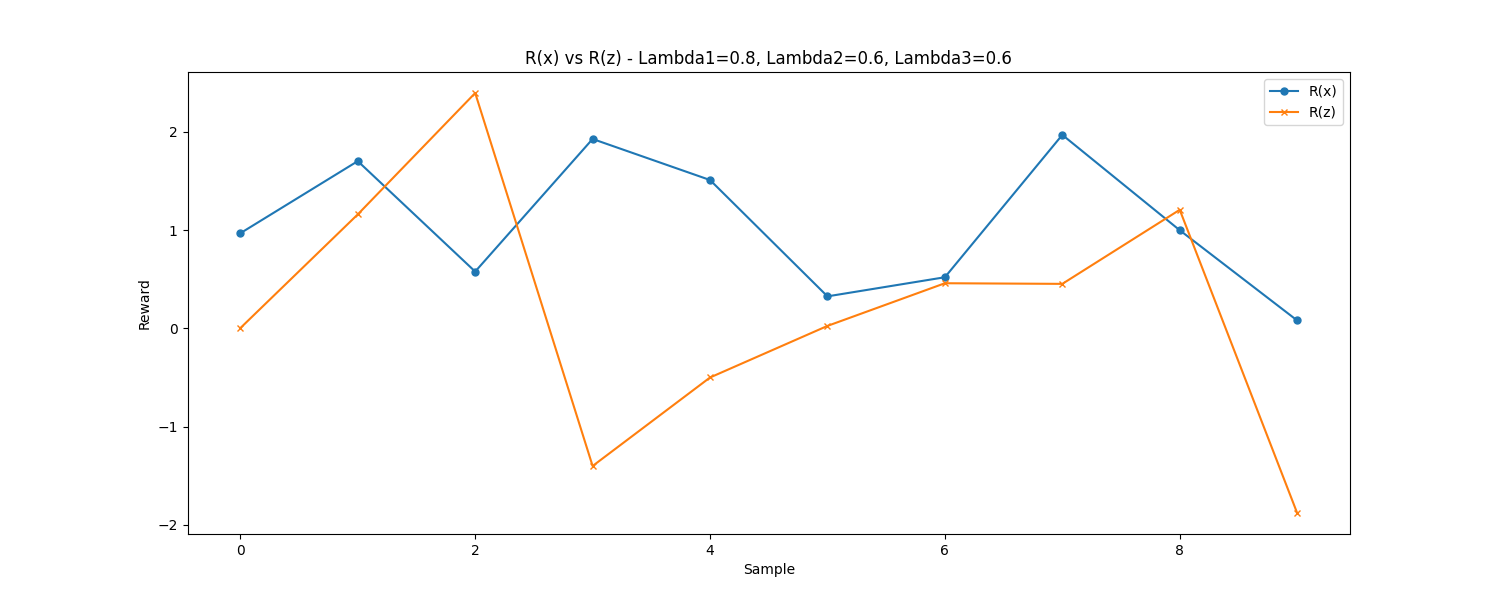 R(x) vs R(z) - Lambda1=0.8, Lambda2=0.6, Lambda3=0.6
R(x)
R(z)
Reward
2
1
0
−1
−2
0 2 4 6 8
Sample